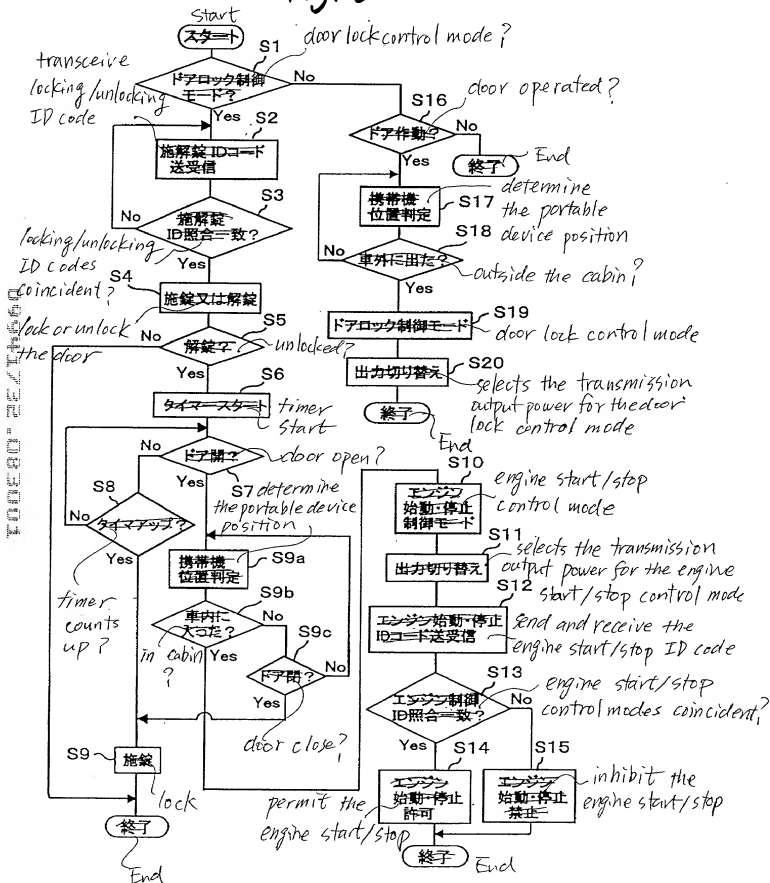 Start
スタート
S1
door lock control mode?
transceive
locking/unlocking
ID code
ドアロック制御
モード?
No
Yes
S2
施解錠IDコード
送受信
S3
施解錠
ID照合一致?
No
Yes
locking/unlocking
ID codes
coincident?
S4
施錠又は解錠
lock or unlock
the door
S5
解錠?
unlocked?
No
Yes
S6
タイマースタート
timer
start
No
ドア開?
door open?
S7
Yes
S8
タイマアップ?
No
Yes
timer
counts
up?
determine
the portable device
position
携帯機
位置判定
S9a
S9b
車内に
入った?
No
Yes
in cabin
?
S9c
ドア閉?
No
Yes
door close?
S9
施錠
lock
終了
End
S16
door operated?
ドア作動?
No
終了
End
Yes
携帯機
位置判定
S17
determine
the portable
device position
S18
車外に出た?
No
outside the cabin?
Yes
S19
ドアロック制御モード
door lock control mode
S20
出力切り替え
selects the transmission
output power for the door
lock control mode
終了
End
S10
エンジン
始動・停止
制御モード
engine start/stop
control mode
S11
出力切り替え
selects the transmission
output power for the engine
start/stop control mode
S12
エンジン始動・停止
IDコード送受信
send and receive the
engine start/stop ID code
S13
エンジン制御
ID照合一致?
engine start/stop
control modes coincident?
No
Yes
S14
エンジン
始動・停止
許可
permit the
engine start/stop
S15
エンジン
始動・停止
禁止
inhibit the
engine start/stop
終了
End